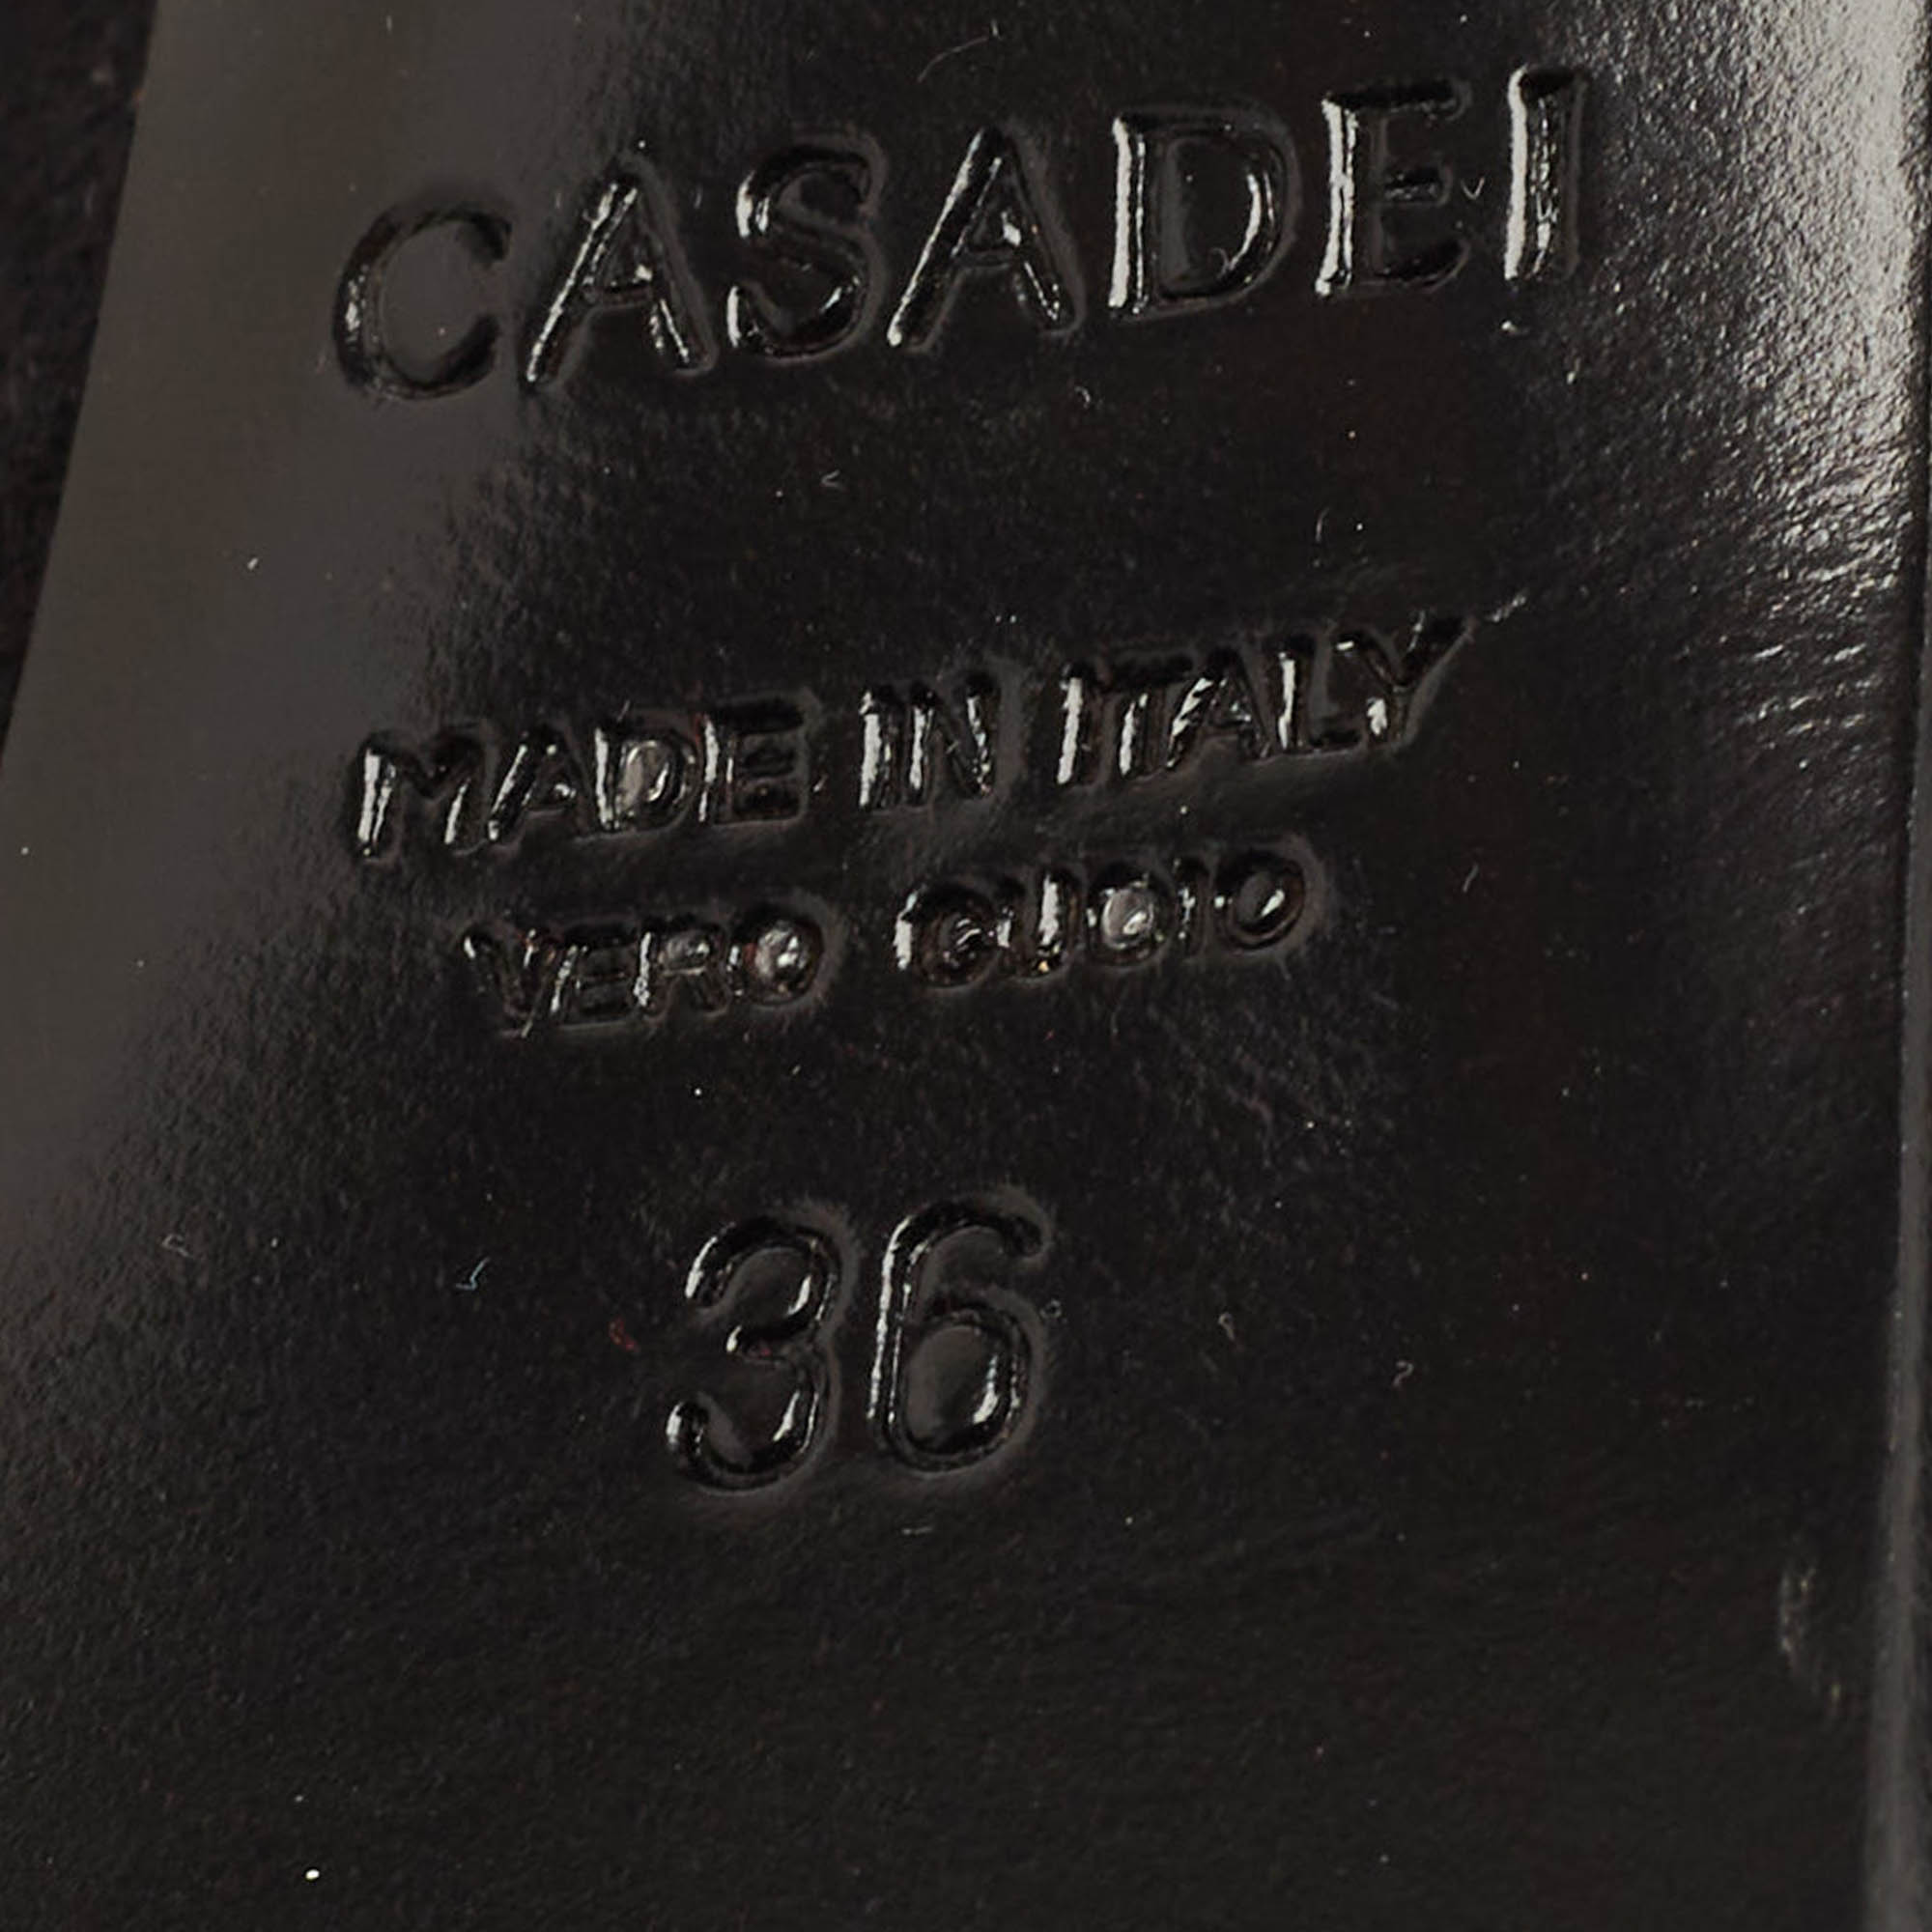 CASADEI
MADE IN ITALY
VERO CUOIO
36